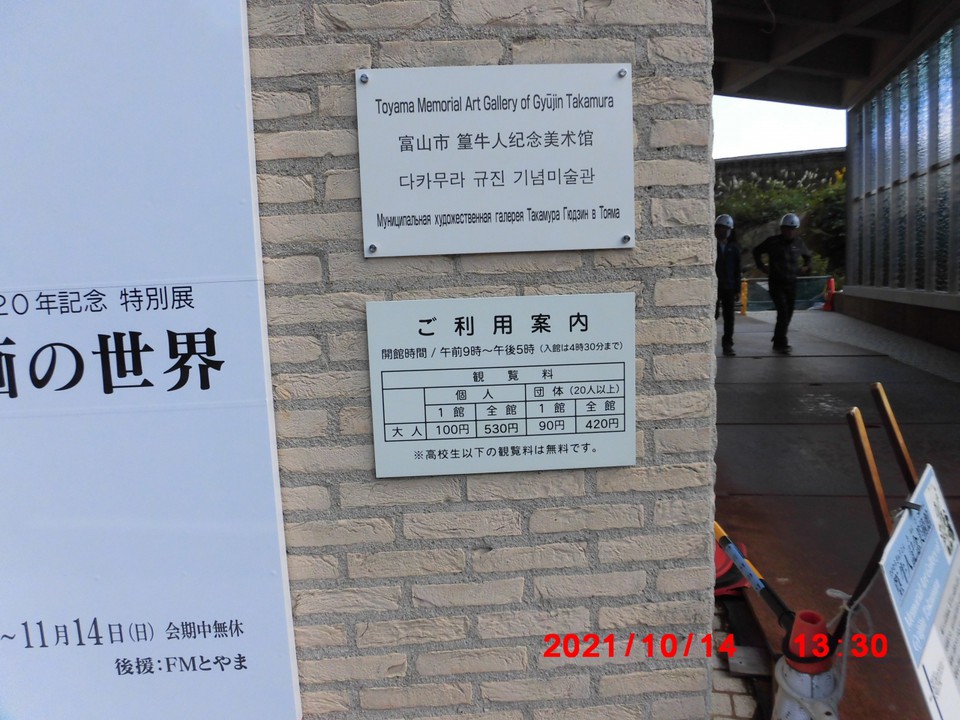 20年記念 特別展
画の世界
~11月14日(日) 会期中無休
後援:FMとやま
Toyama Memorial Art Gallery of Gyūjin Takamura
富山市 篁牛人纪念美术馆
다카무라 규진 기념미술관
Муниципальная художественная галерея Такамура Гюдзин в Тояма
ご利用案内
開館時間/午前9時~午後5時(入館は4時30分まで)
観覧料
個人 団体(20人以上)
1館 全館 1館 全館
大人 100円 530円 90円 420円
※高校生以下の観覧料は無料です。
2021/10/14 13:30